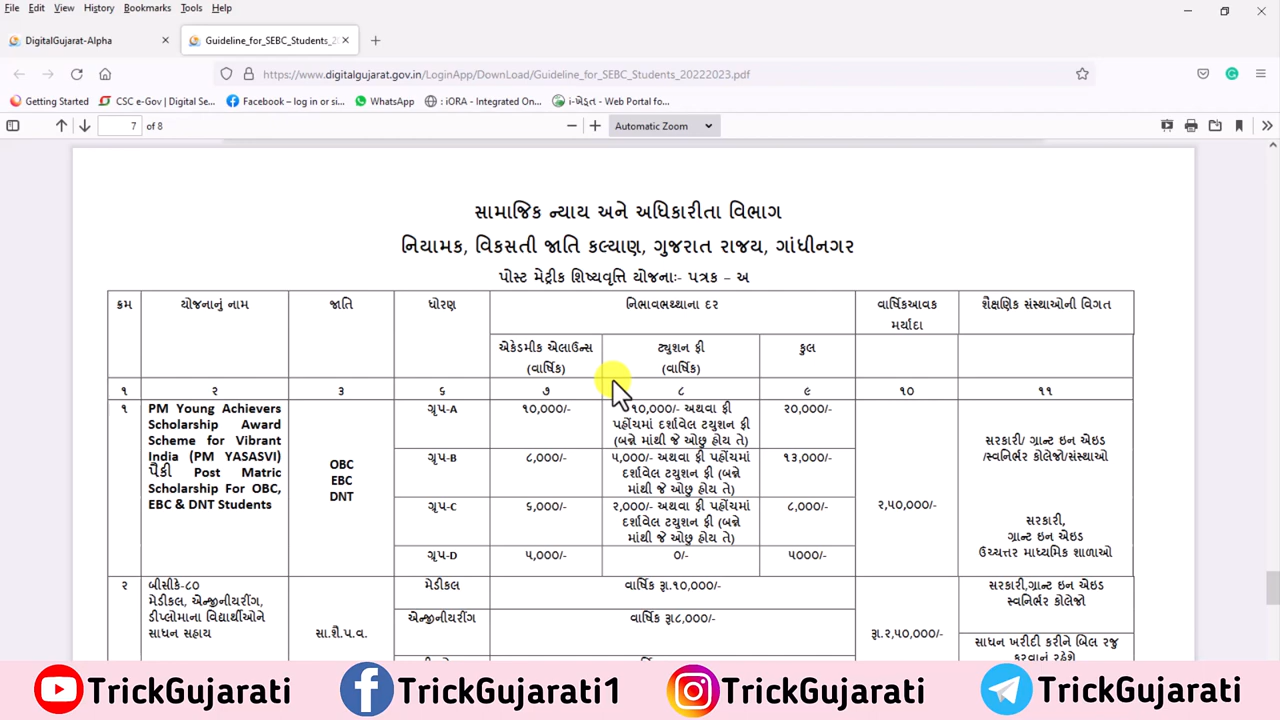 File Edit View History Bookmarks Tools Help
DigitalGujarat-Alpha
Guideline_for_SEBC_Students_2
https://www.digitalgujarat.gov.in/LoginApp/DownLoad/Guideline_for_SEBC_Students_20222023.pdf
Getting Started CSC e-Gov | Digital Se... Facebook – log in or si... WhatsApp : iORA - Integrated On... i-ખેડૂત - Web Portal fo...
7 of 8 Automatic Zoom
સામાજિક ન્યાય અને અધિકારીતા વિભાગ
નિયામક, વિકસતી જાતિ કલ્યાણ, ગુજરાત રાજય, ગાંધીનગર
પોસ્ટ મેટ્રીક શિષ્યવૃત્તિ યોજનાઃ- પત્રક – અ
ક્રમ યોજનાનું નામ જાતિ ધોરણ નિભાવભથ્થાના દર વાર્ષિકઆવક મર્યાદા શૈક્ષણિક સંસ્થાઓની વિગત
એકેડમીક એલાઉન્સ (વાર્ષિક) ટ્યુશન ફી (વાર્ષિક) કુલ
૧ ૨ ૩ ૬ ૭ ૮ ૯ ૧૦ ૧૧
૧ PM Young Achievers
Scholarship Award
Scheme for Vibrant
India (PM YASASVI)
પૈકી Post Matric
Scholarship For OBC,
EBC & DNT Students
OBC
EBC
DNT
ગ્રૃપ-A ૧૦,૦૦૦/- ૧૦,૦૦૦/- અથવા ફી ૨૦,૦૦૦/-
પહોંચમાં દર્શાવેલ ટયુશન ફી
(બન્ને માંથી જે ઓછુ હોય તે)
ગ્રૃપ-B ૮,૦૦૦/- ૫,૦૦૦/- અથવા ફી પહોંચમાં ૧૩,૦૦૦/-
દર્શાવેલ ટયુશન ફી (બન્ને
માંથી જે ઓછુ હોય તે)
ગ્રૃપ-C ૬,૦૦૦/- ૨,૦૦૦/- અથવા ફી પહોંચમાં ૮,૦૦૦/-
દર્શાવેલ ટયુશન ફી (બન્ને
માંથી જે ઓછુ હોય તે)
ગ્રૃપ-D ૫,૦૦૦/- ૦/- ૫૦૦૦/-
૨,૫૦,૦૦૦/-
સરકારી/ ગ્રાન્ટ ઇન એઇડ
/સ્વનિર્ભર કોલેજો/સંસ્થાઓ
સરકારી,
ગ્રાન્ટ ઇન એઇડ
ઉચ્ચત્તર માધ્યમિક શાળાઓ
૨ બીસીકે-૮૦
મેડીકલ, એન્જીનીયરીંગ,
ડીપ્લોમાના વિદ્યાર્થીઓને
સાધન સહાય
સા.શૈ.પ.વ.
મેડીકલ વાર્ષિક રૂા.૧૦,૦૦૦/-
એન્જીનીયરીંગ વાર્ષિક રૂા૮,૦૦૦/-
રૂા.૨,૫૦,૦૦૦/-
સરકારી,ગ્રાન્ટ ઇન એઇડ
સ્વનિર્ભર કોલેજો
સાધન ખરીદી કરીને બિલ રજુ
કરવાનું રહેશે
TrickGujarati TrickGujarati1 TrickGujarati TrickGujarati